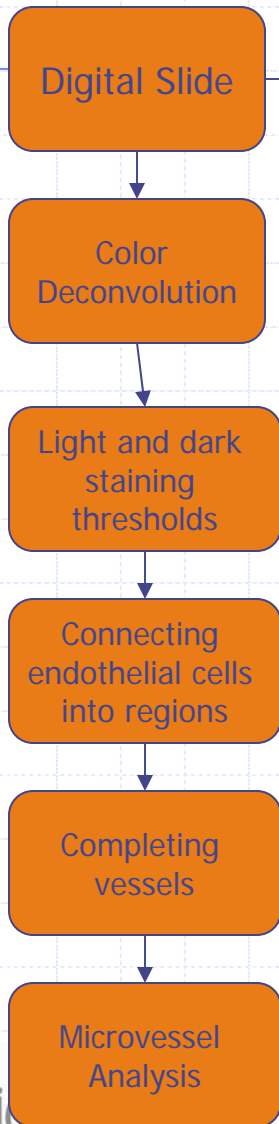 Digital Slide
Color
Deconvolution
Light and dark
staining
thresholds
Connecting
endothelial cells
into regions
Completing
vessels
Microvessel
Analysis